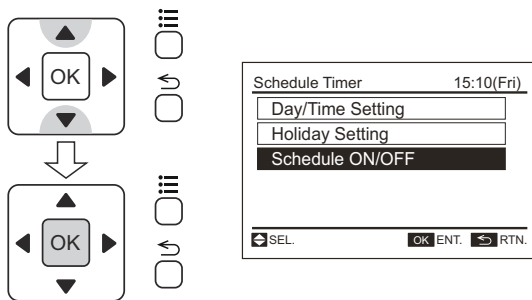 OK
OK
Schedule Timer 15:10(Fri)
Day/Time Setting
Holiday Setting
Schedule ON/OFF
SEL. OK ENT. RTN.